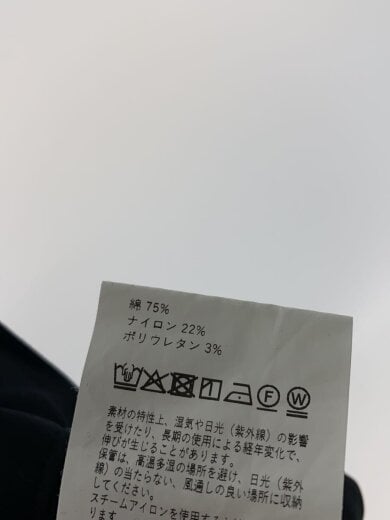 綿 75%
ナイロン 22%
ポリウレタン 3%
F W
素材の特性上、湿気や日光（紫外線）の影響
を受けたり、長期の使用による経年変化で、
伸びが生じることがあります。
保管は、高温多湿の場所を避け、日光（紫外
線）の当たらない、風通しの良い場所に収納
してください。
スチームアイロンを使用する
ります